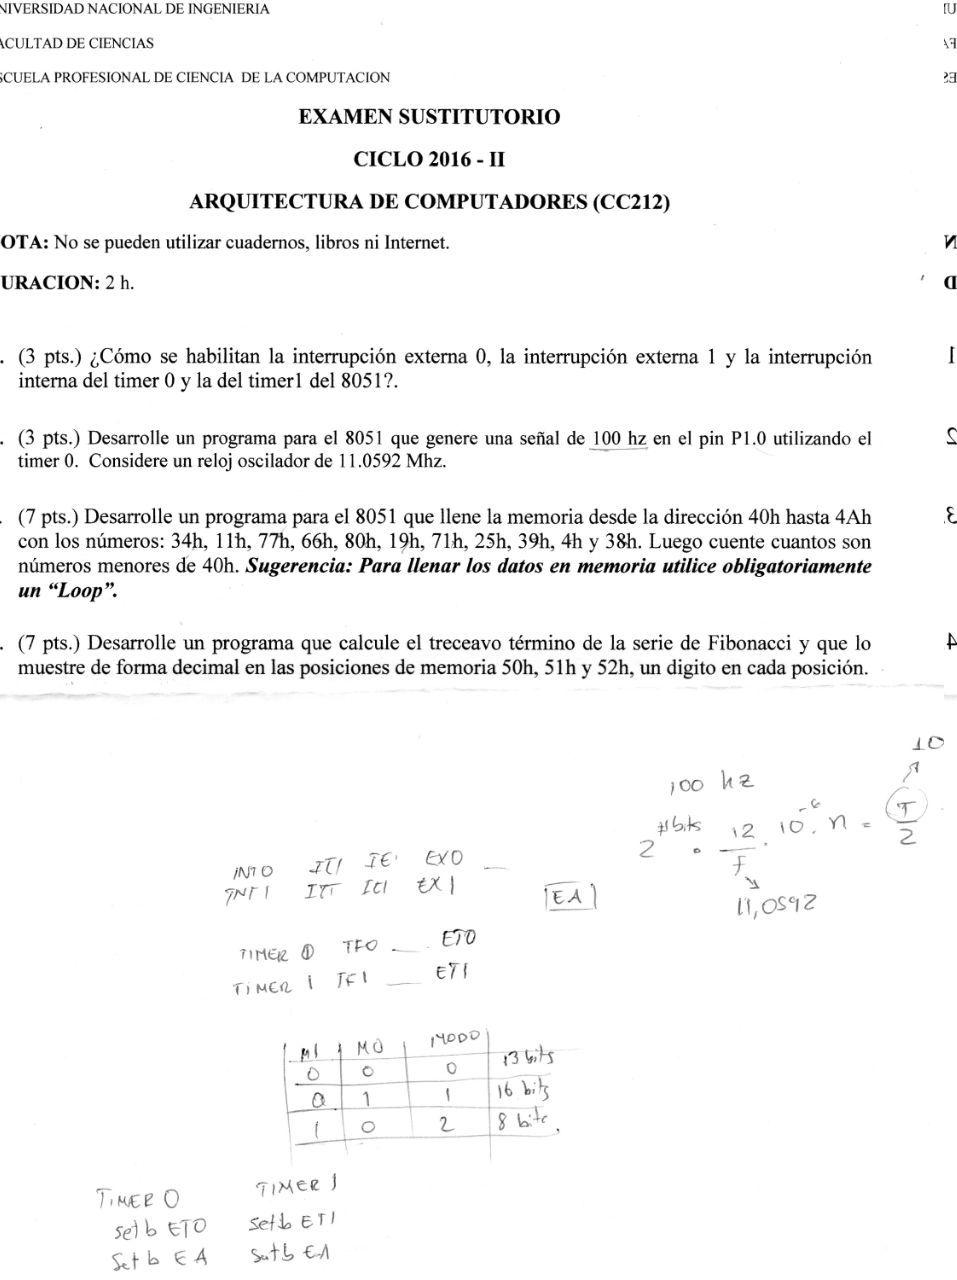 NIVERSIDAD NACIONAL DE INGENIERIA
ACULTAD DE CIENCIAS
SCUELA PROFESIONAL DE CIENCIA DE LA COMPUTACION
EXAMEN SUSTITUTORIO
CICLO 2016 - II
ARQUITECTURA DE COMPUTADORES (CC212)
OTA: No se pueden utilizar cuadernos, libros ni Internet.
URACION: 2 h.
. (3 pts.) ¿Cómo se habilitan la interrupción externa 0, la interrupción externa 1 y la interrupción
interna del timer 0 y la del timer1 del 8051?.
. (3 pts.) Desarrolle un programa para el 8051 que genere una señal de 100 hz en el pin P1.0 utilizando el
timer 0. Considere un reloj oscilador de 11.0592 Mhz.
. (7 pts.) Desarrolle un programa para el 8051 que llene la memoria desde la dirección 40h hasta 4Ah
con los números: 34h, 11h, 77h, 66h, 80h, 19h, 71h, 25h, 39h, 4h y 38h. Luego cuente cuantos son
números menores de 40h. Sugerencia: Para llenar los datos en memoria utilice obligatoriamente
un “Loop”.
. (7 pts.) Desarrolle un programa que calcule el treceavo término de la serie de Fibonacci y que lo
muestre de forma decimal en las posiciones de memoria 50h, 51h y 52h, un digito en cada posición.
10
100 hz
2^#bits · 12/f · 10^-6 . n = T/2
11,0592
INT0 IT1 IE EX0
INT1 IT1 IE1 EX1
EA
TIMER 0 TF0 __ ET0
TIMER 1 TF1 __ ET1
M1 M0 MODO
0 0 0 13 bits
0 1 1 16 bits
1 0 2 8 bits
TIMER 0 TIMER 1
Setb ET0 Setb ET1
Setb EA Setb EA